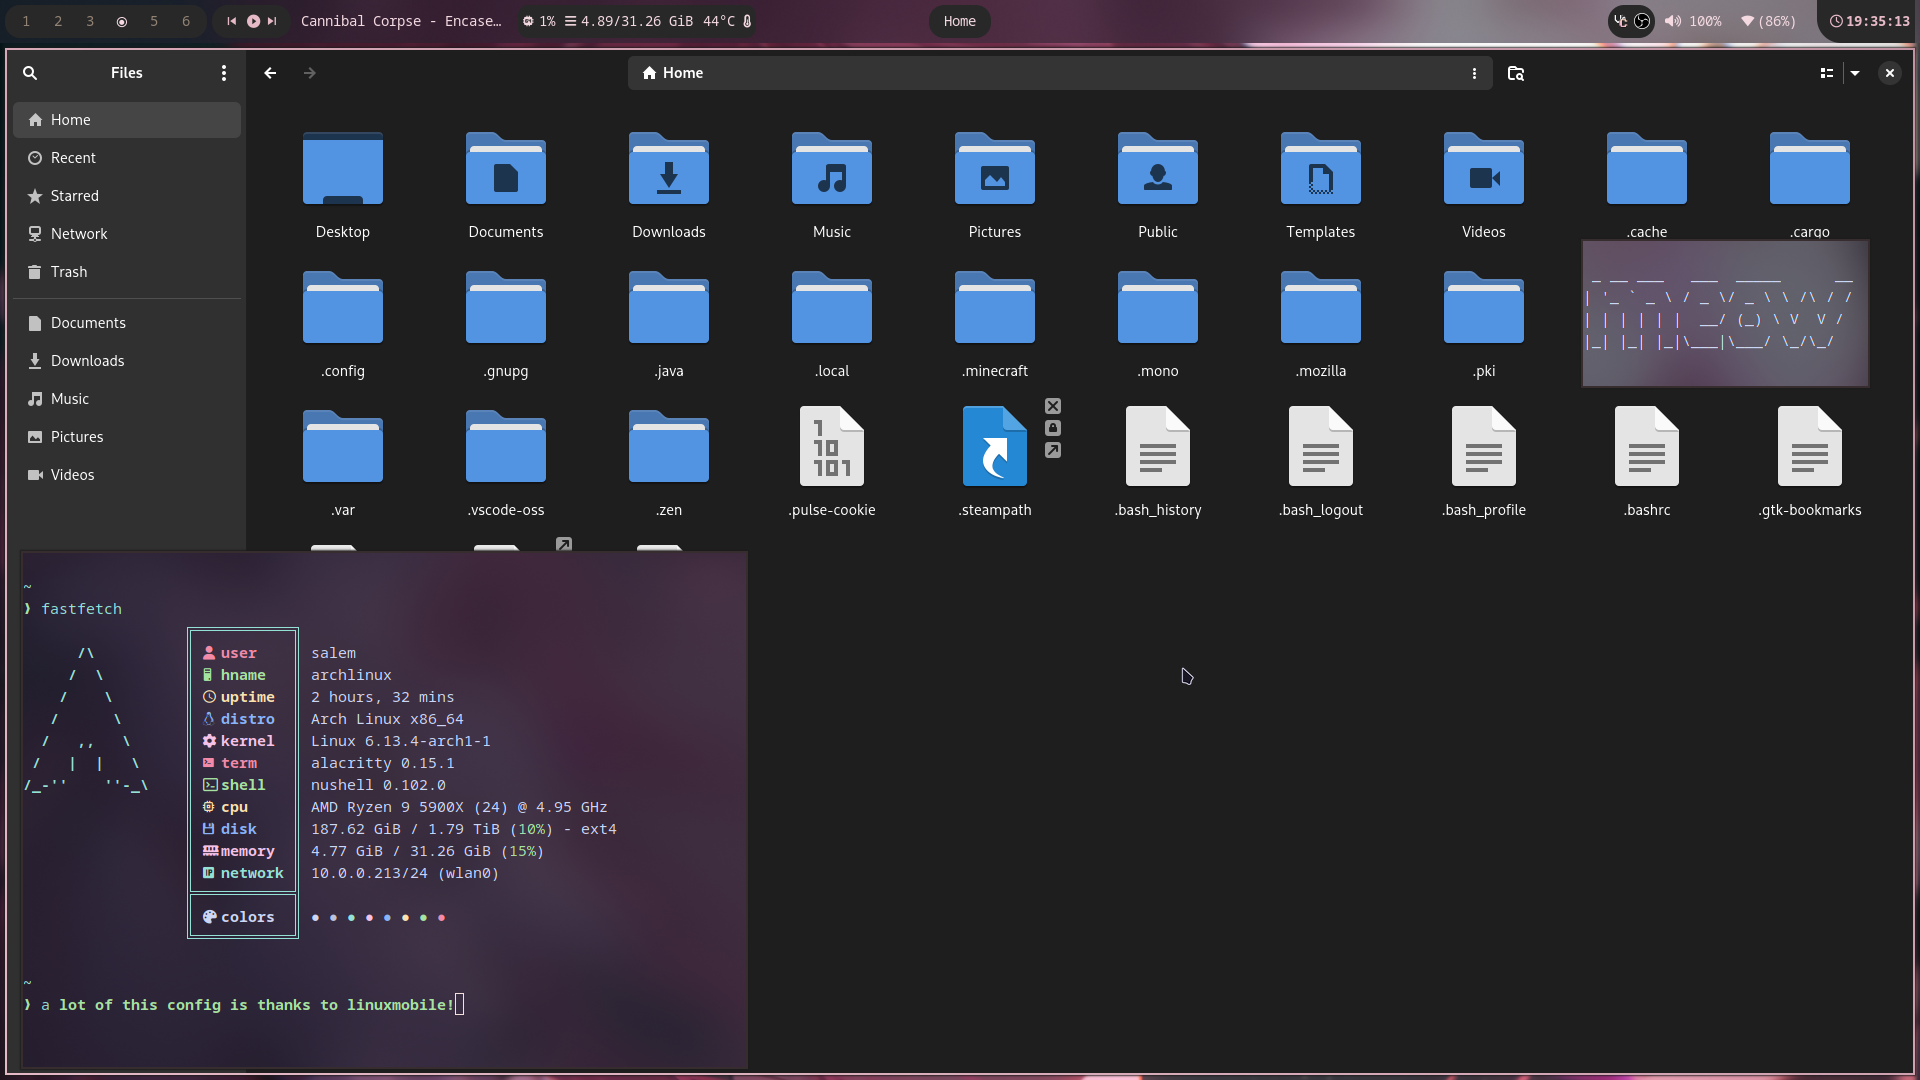 1 2 3 5 6 Cannibal Corpse - Encase… 1% 4.89/31.26 GiB 44°C Home 100% (86%) 19:35:13
Files Home
Home
Recent
Starred
Network
Trash
Documents
Downloads
Music
Pictures
Videos
Desktop Documents Downloads Music Pictures Public Templates Videos .cache .cargo
.config .gnupg .java .local .minecraft .mono .mozilla .pki
meow
.var .vscode-oss .zen .pulse-cookie .steampath .bash_history .bash_logout .bash_profile .bashrc .gtk-bookmarks
~
❯ fastfetch
user salem
hname archlinux
uptime 2 hours, 32 mins
distro Arch Linux x86_64
kernel Linux 6.13.4-arch1-1
term alacritty 0.15.1
shell nushell 0.102.0
cpu AMD Ryzen 9 5900X (24) @ 4.95 GHz
disk 187.62 GiB / 1.79 TiB (10%) - ext4
memory 4.77 GiB / 31.26 GiB (15%)
network 10.0.0.213/24 (wlan0)
colors
~
❯ a lot of this config is thanks to linuxmobile!